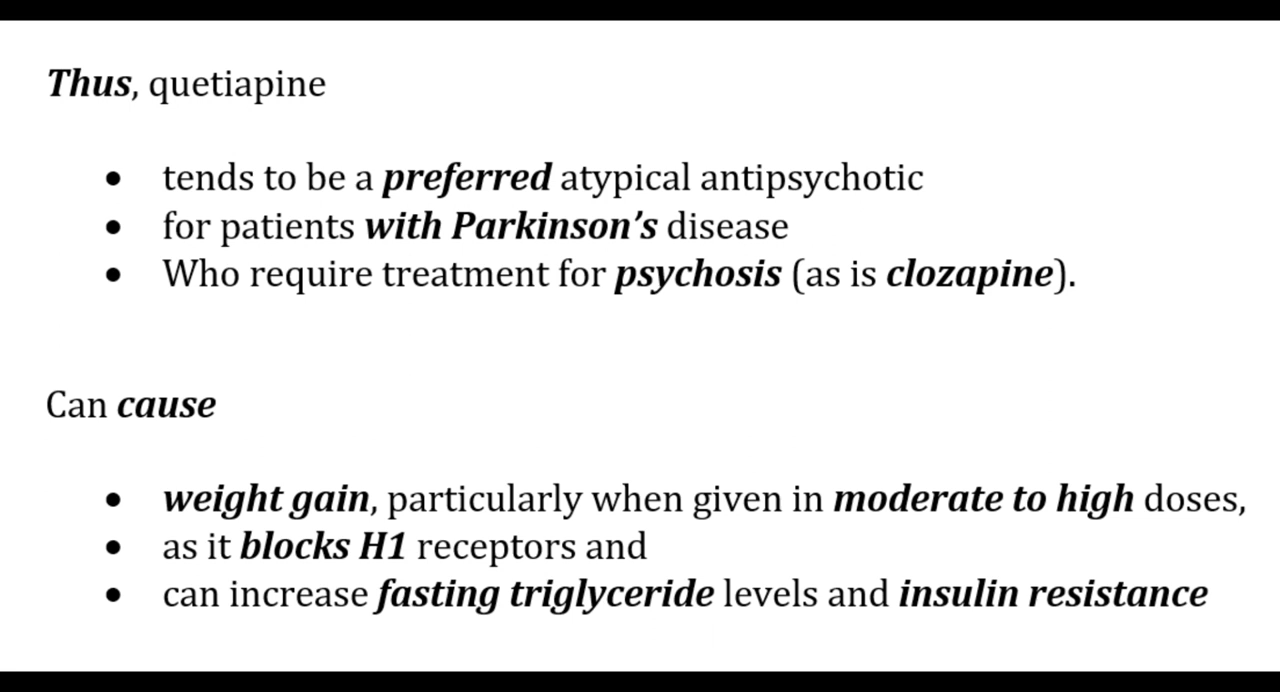 Thus, quetiapine
• tends to be a preferred atypical antipsychotic
• for patients with Parkinson’s disease
• Who require treatment for psychosis (as is clozapine).
Can cause
• weight gain, particularly when given in moderate to high doses,
• as it blocks H1 receptors and
• can increase fasting triglyceride levels and insulin resistance